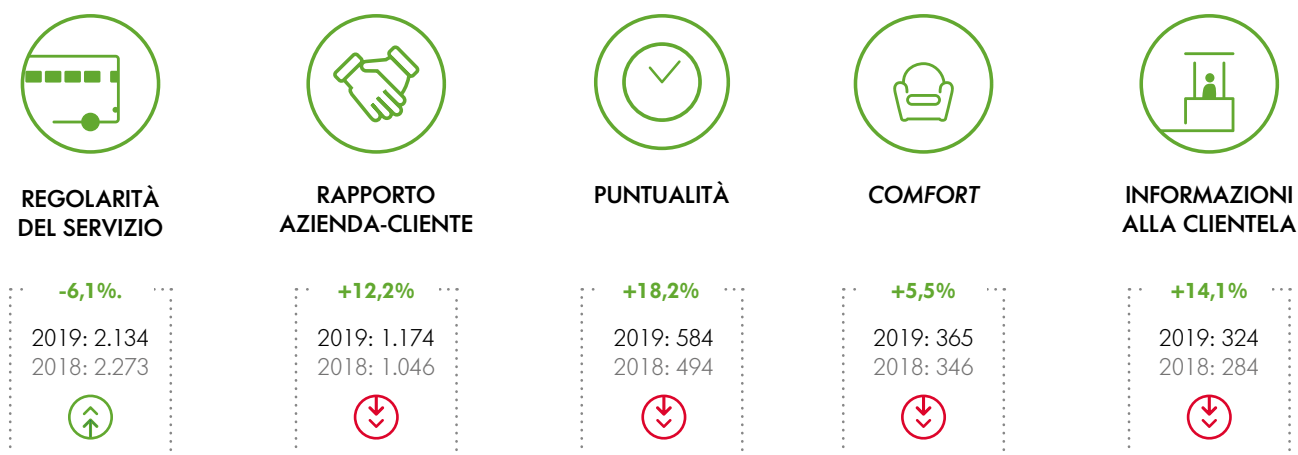 REGOLARITÀ
DEL SERVIZIO
-6,1%.
2019: 2.134
2018: 2.273
RAPPORTO
AZIENDA-CLIENTE
+12,2%
2019: 1.174
2018: 1.046
PUNTUALITÀ
+18,2%
2019: 584
2018: 494
COMFORT
+5,5%
2019: 365
2018: 346
INFORMAZIONI
ALLA CLIENTELA
+14,1%
2019: 324
2018: 284